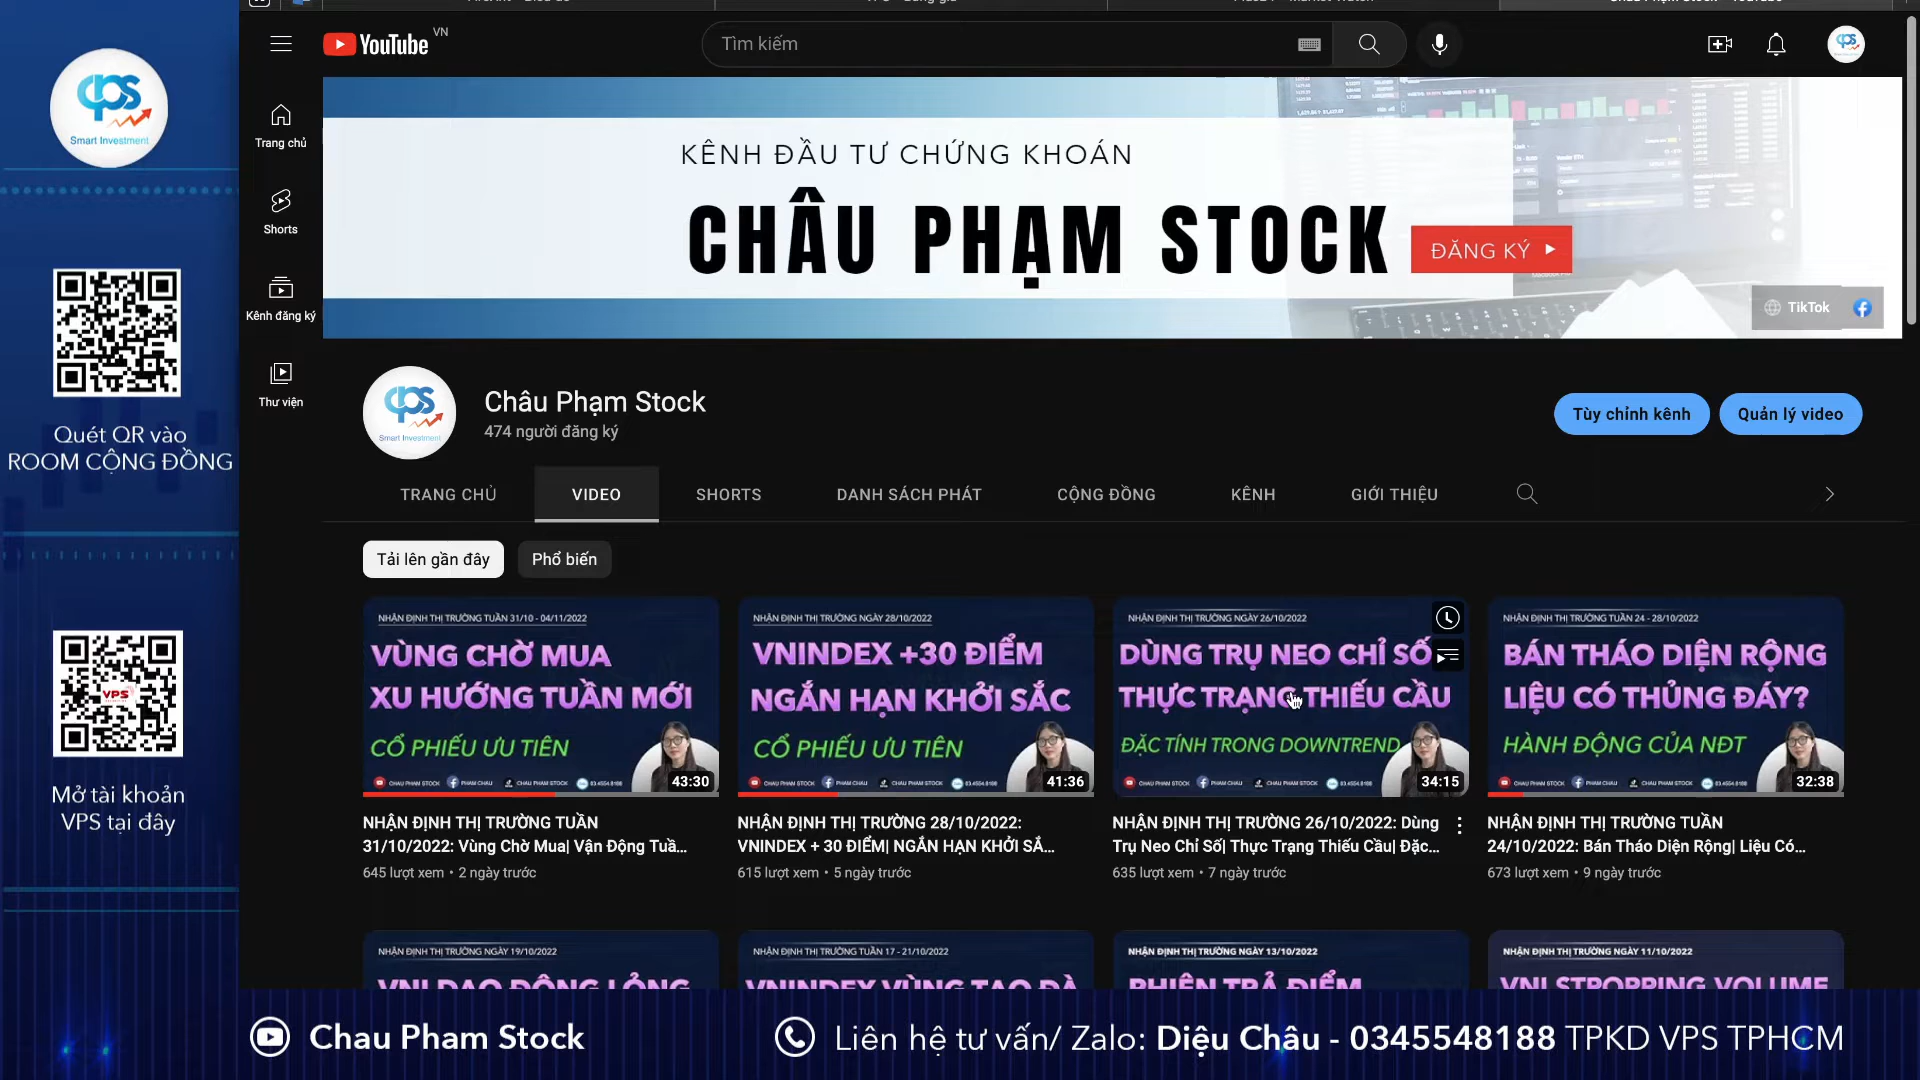 cps
Smart Investment
Quét QR vào
ROOM CỘNG ĐỒNG
VPS
Mở tài khoản
VPS tại đây
YouTube VN
Tìm kiếm
Trang chủ
Shorts
Kênh đăng ký
Thư viện
KÊNH ĐẦU TƯ CHỨNG KHOÁN
CHÂU PHẠM STOCK
ĐĂNG KÝ
TikTok
Châu Phạm Stock
474 người đăng ký
Tùy chỉnh kênh
Quản lý video
TRANG CHỦ
VIDEO
SHORTS
DANH SÁCH PHÁT
CỘNG ĐỒNG
KÊNH
GIỚI THIỆU
Tải lên gần đây
Phổ biến
NHẬN ĐỊNH THỊ TRƯỜNG TUẦN 31/10 - 04/11/2022
VÙNG CHỜ MUA
XU HƯỚNG TUẦN MỚI
CỔ PHIẾU ƯU TIÊN
43:30
NHẬN ĐỊNH THỊ TRƯỜNG TUẦN
31/10/2022: Vùng Chờ Mua| Vận Động Tuầ...
645 lượt xem • 2 ngày trước
NHẬN ĐỊNH THỊ TRƯỜNG NGÀY 28/10/2022
VNINDEX +30 ĐIỂM
NGẮN HẠN KHỞI SẮC
CỔ PHIẾU ƯU TIÊN
41:36
NHẬN ĐỊNH THỊ TRƯỜNG 28/10/2022:
VNINDEX + 30 ĐIỂM| NGẮN HẠN KHỞI SẮ...
615 lượt xem • 5 ngày trước
NHẬN ĐỊNH THỊ TRƯỜNG NGÀY 26/10/2022
DÙNG TRỤ NEO CHỈ SỐ
THỰC TRẠNG THIẾU CẦU
ĐẶC TÍNH TRONG DOWNTREND
34:15
NHẬN ĐỊNH THỊ TRƯỜNG 26/10/2022: Dùng
Trụ Neo Chỉ Số| Thực Trạng Thiếu Cầu| Đặc...
635 lượt xem • 7 ngày trước
NHẬN ĐỊNH THỊ TRƯỜNG TUẦN 24 - 28/10/2022
BÁN THÁO DIỆN RỘNG
LIỆU CÓ THỦNG ĐÁY?
HÀNH ĐỘNG CỦA NĐT
32:38
NHẬN ĐỊNH THỊ TRƯỜNG TUẦN
24/10/2022: Bán Tháo Diện Rộng| Liệu Có...
673 lượt xem • 9 ngày trước
NHẬN ĐỊNH THỊ TRƯỜNG NGÀY 19/10/2022
VNI DAO ĐỘNG LỎNG
NHẬN ĐỊNH THỊ TRƯỜNG TUẦN 17 - 21/10/2022
VNINDEX VÙNG TẠO ĐÀ
NHẬN ĐỊNH THỊ TRƯỜNG NGÀY 13/10/2022
PHIÊN TRẢ ĐIỂM
NHẬN ĐỊNH THỊ TRƯỜNG NGÀY 11/10/2022
VNI STROPPING VOLUME
Chau Pham Stock
Liên hệ tư vấn/ Zalo: Diệu Châu - 0345548188 TPKD VPS TPHCM